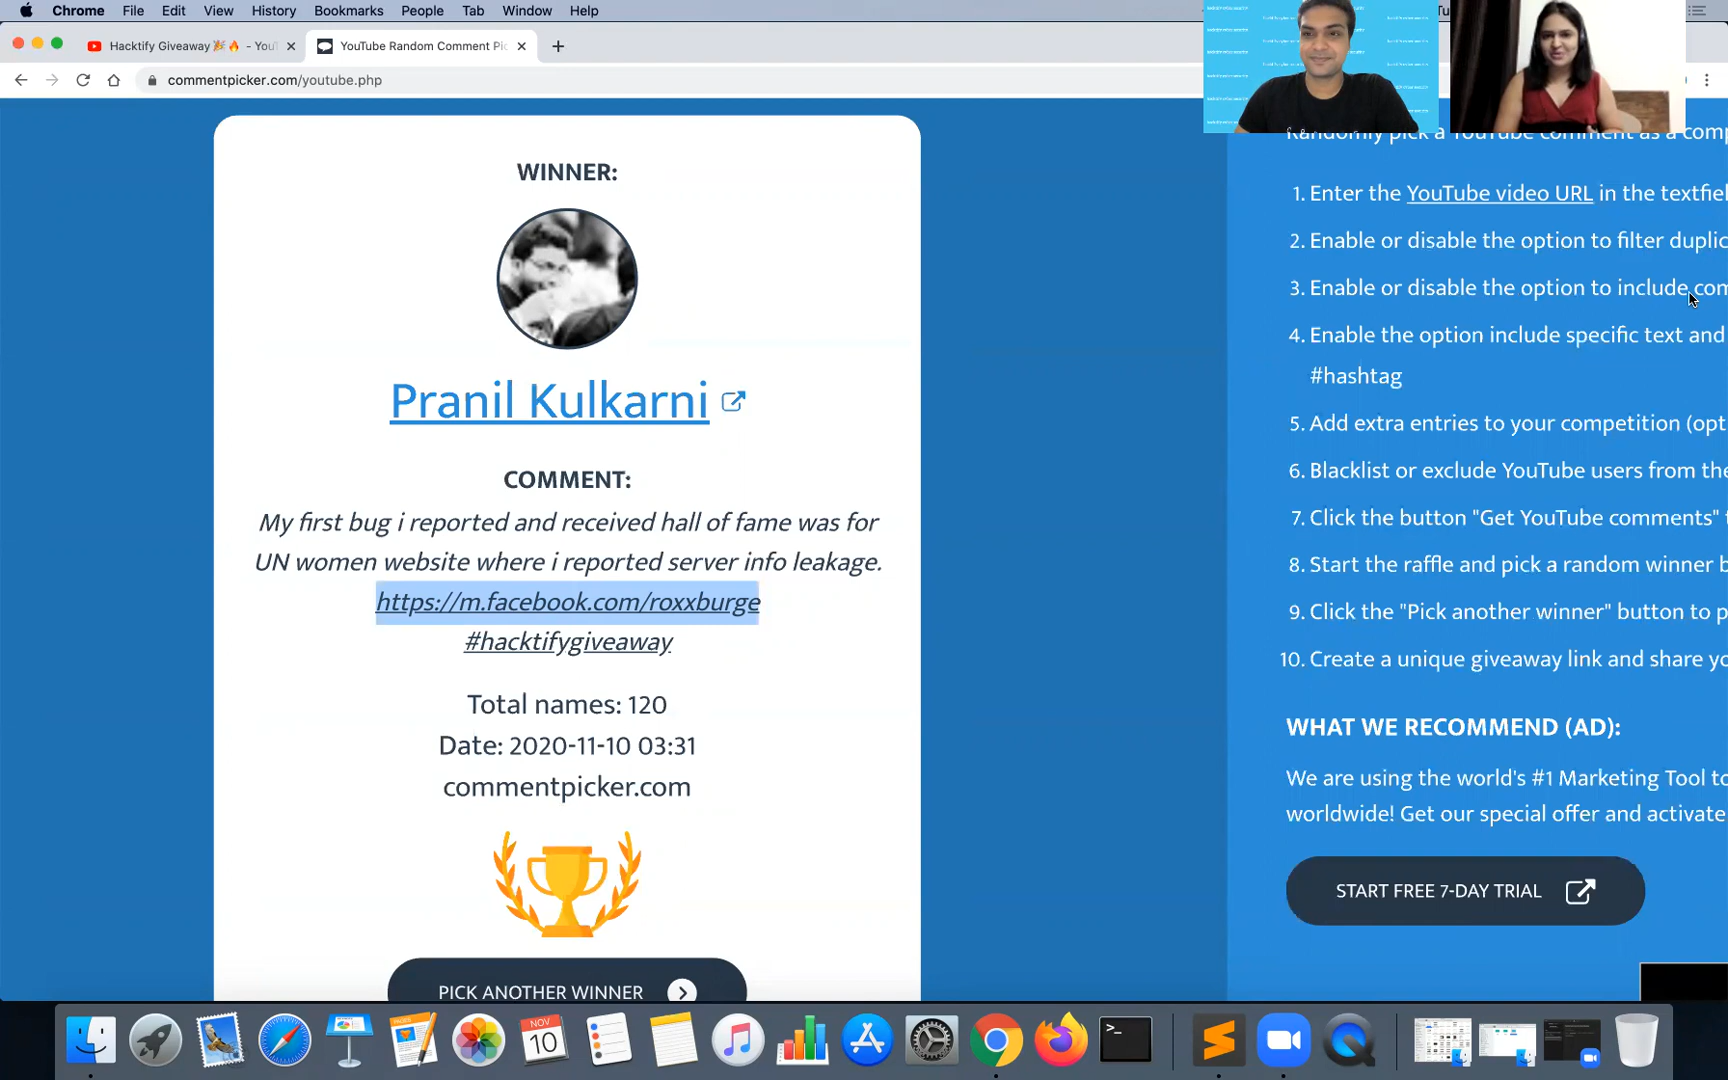 Chrome File Edit View History Bookmarks People Tab Window Help
Hacktify Giveaway🎉🔥 - You
YouTube Random Comment Pic
commentpicker.com/youtube.php
WINNER:
Pranil Kulkarni
COMMENT:
My first bug i reported and received hall of fame was for
UN women website where i reported server info leakage.
https://m.facebook.com/roxxburge
#hacktifygiveaway
Total names: 120
Date: 2020-11-10 03:31
commentpicker.com
PICK ANOTHER WINNER
Randomly pick a YouTube comment as a comp
1. Enter the YouTube video URL in the textfiel
2. Enable or disable the option to filter duplic
3. Enable or disable the option to include com
4. Enable the option include specific text and
#hashtag
5. Add extra entries to your competition (opt
6. Blacklist or exclude YouTube users from the
7. Click the button "Get YouTube comments" t
8. Start the raffle and pick a random winner b
9. Click the "Pick another winner" button to p
10. Create a unique giveaway link and share yo
WHAT WE RECOMMEND (AD):
We are using the world's #1 Marketing Tool to
worldwide! Get our special offer and activate
START FREE 7-DAY TRIAL
NOV
10